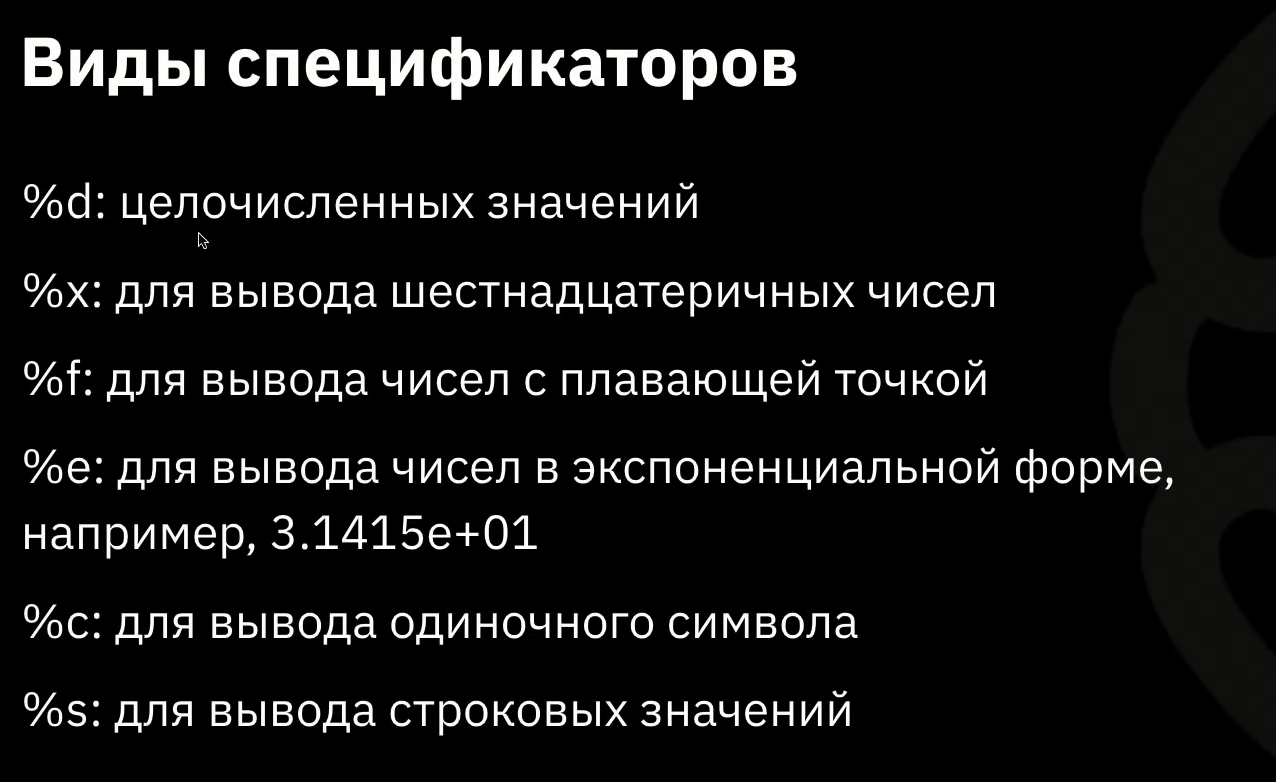 Виды спецификаторов
%d: целочисленных значений
%x: для вывода шестнадцатеричных чисел
%f: для вывода чисел с плавающей точкой
%e: для вывода чисел в экспоненциальной форме,
например, 3.1415e+01
%c: для вывода одиночного символа
%s: для вывода строковых значений